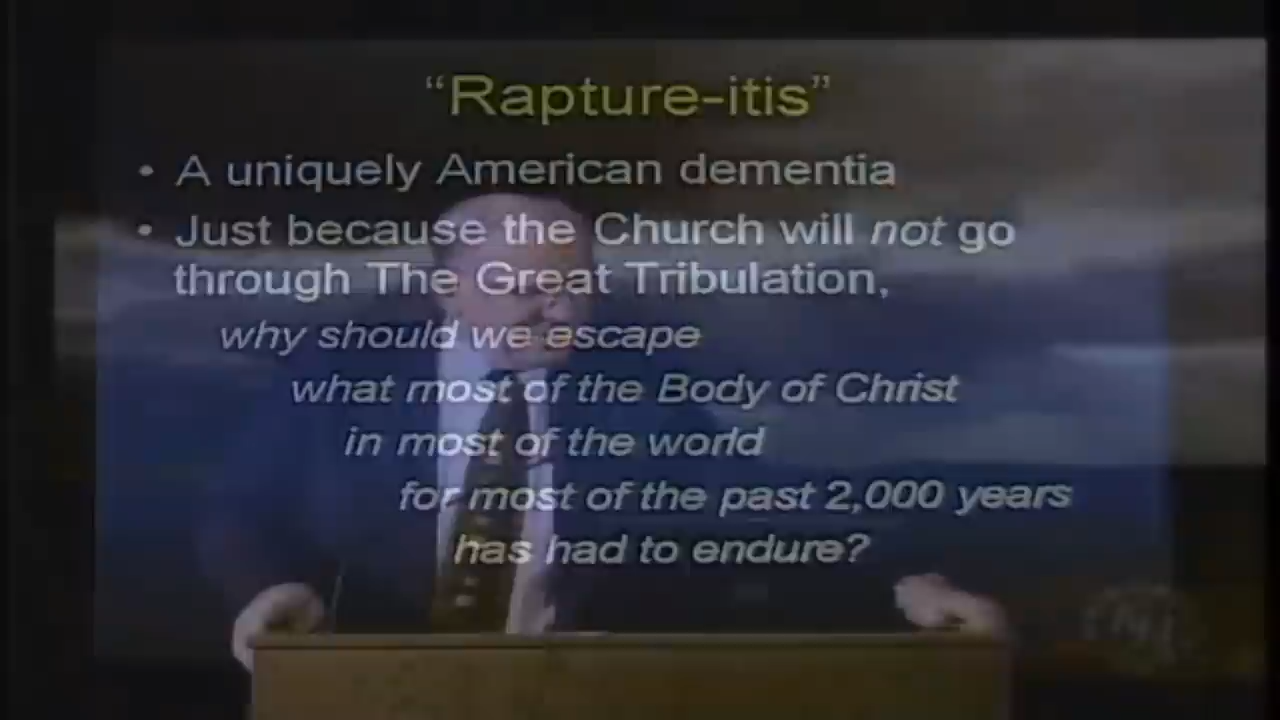 “Rapture-itis”
• A uniquely American dementia
• Just because the Church will not go
through The Great Tribulation,
why should we escape
what most of the Body of Christ
in most of the world
for most of the past 2,000 years
has had to endure?